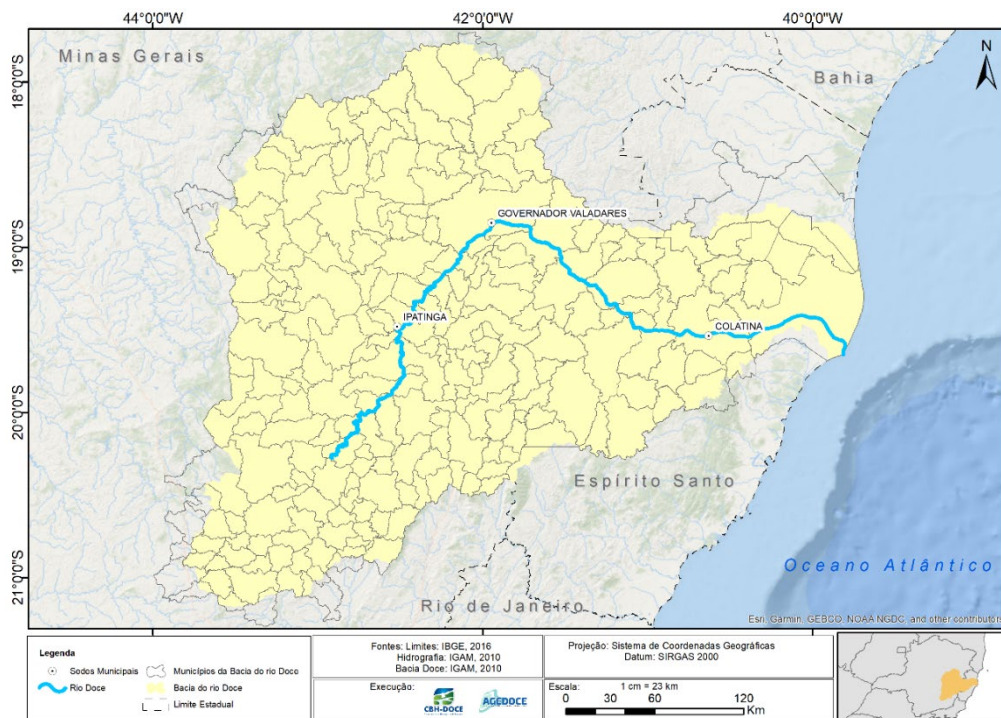 44°0'0"W
42°0'0"W
40°0'0"W
Minas Gerais
N
18°0'0"S
Bahia
GOVERNADOR VALADARES
19°0'0"S
IPATINGA
COLATINA
20°0'0"S
Espírito Santo
21°0'0"S
Oceano Atlântico
Rio de Janeiro
Esri, Garmin, GEBCO, NOAA NGDC, and other contributors
Legenda
Sedes Municipais
Municípios da Bacia do rio Doce
Rio Doce
Bacia do rio Doce
Limite Estadual
Fontes: Limites: IBGE, 2016
Hidrografia: IGAM, 2010
Bacia Doce: IGAM, 2010
Execução:
CBH-DOCE
AGEDOCE
Projeção: Sistema de Coordenadas Geográficas
Datum: SIRGAS 2000
Escala: 1 cm = 23 km
0 30 60 120
Km